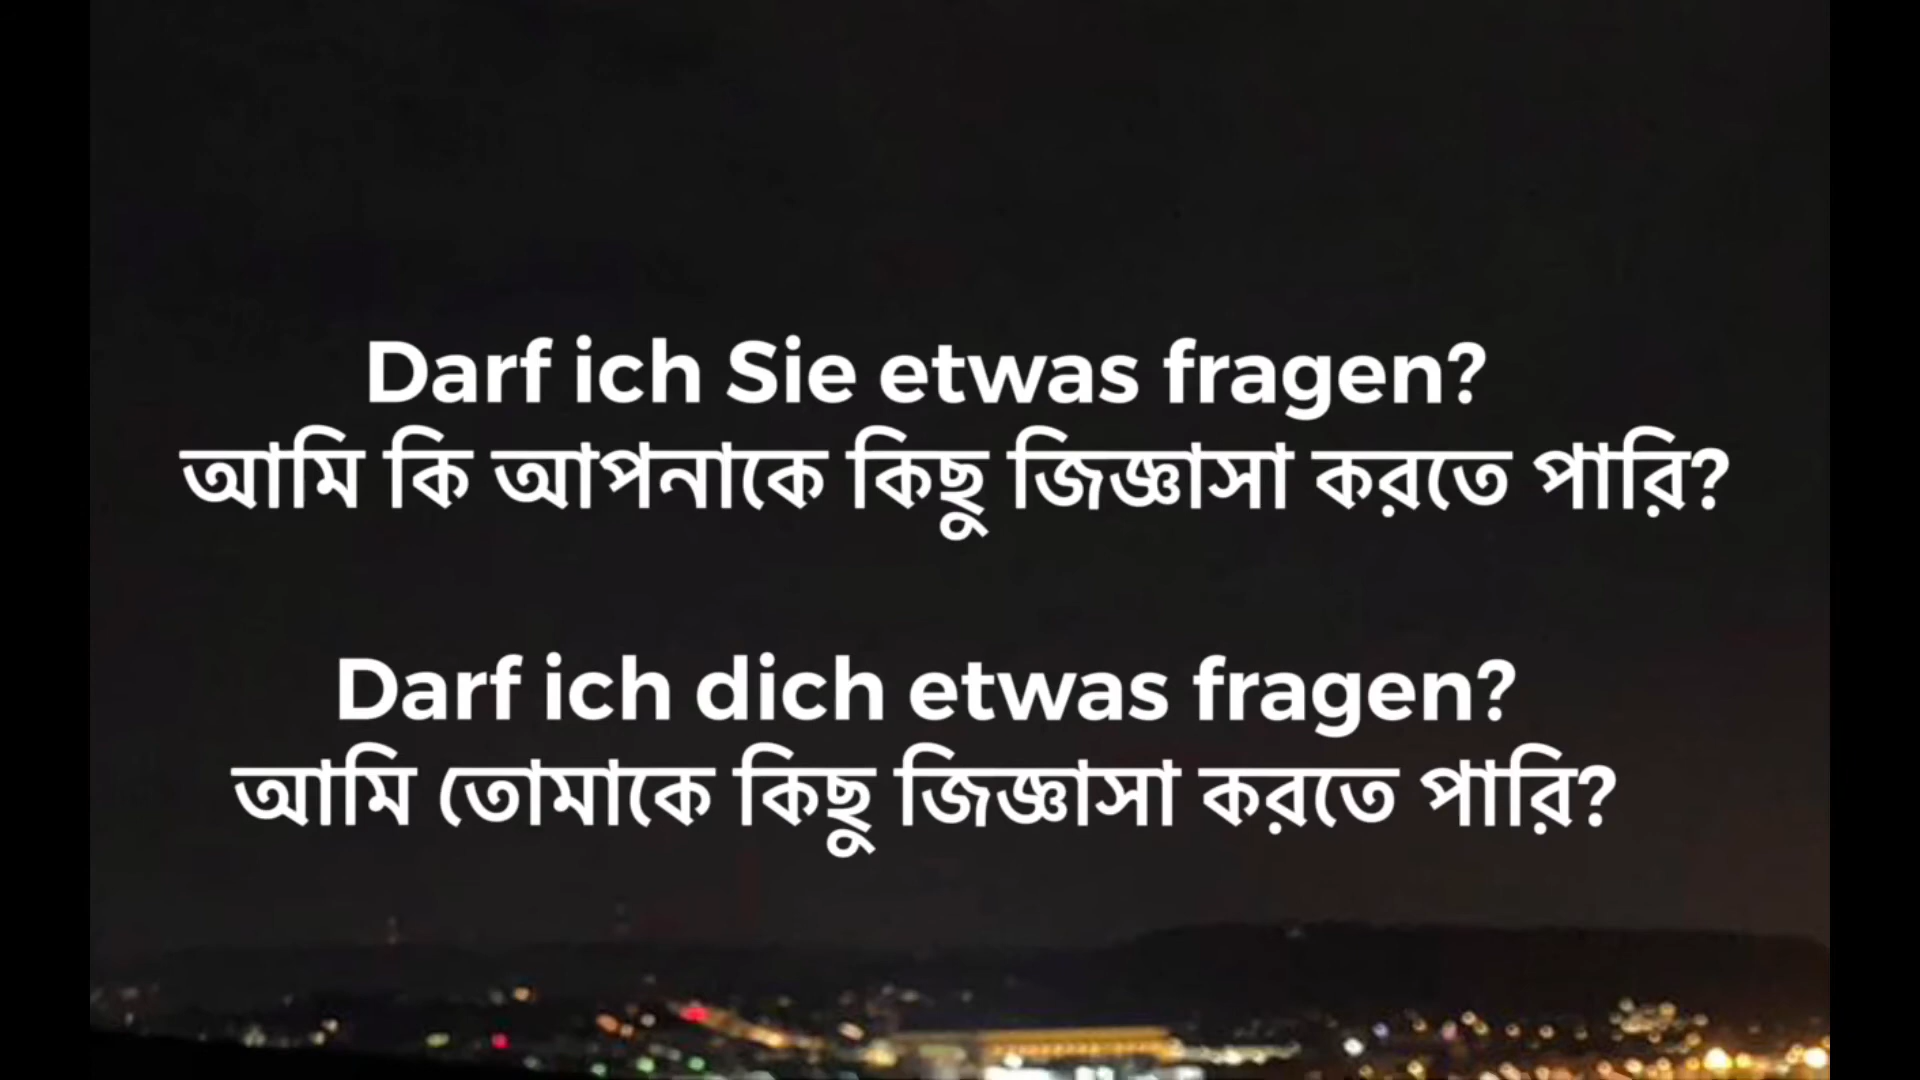 Darf ich Sie etwas fragen?
আমি কি আপনাকে কিছু জিজ্ঞাসা করতে পারি?
Darf ich dich etwas fragen?
আমি তোমাকে কিছু জিজ্ঞাসা করতে পারি?